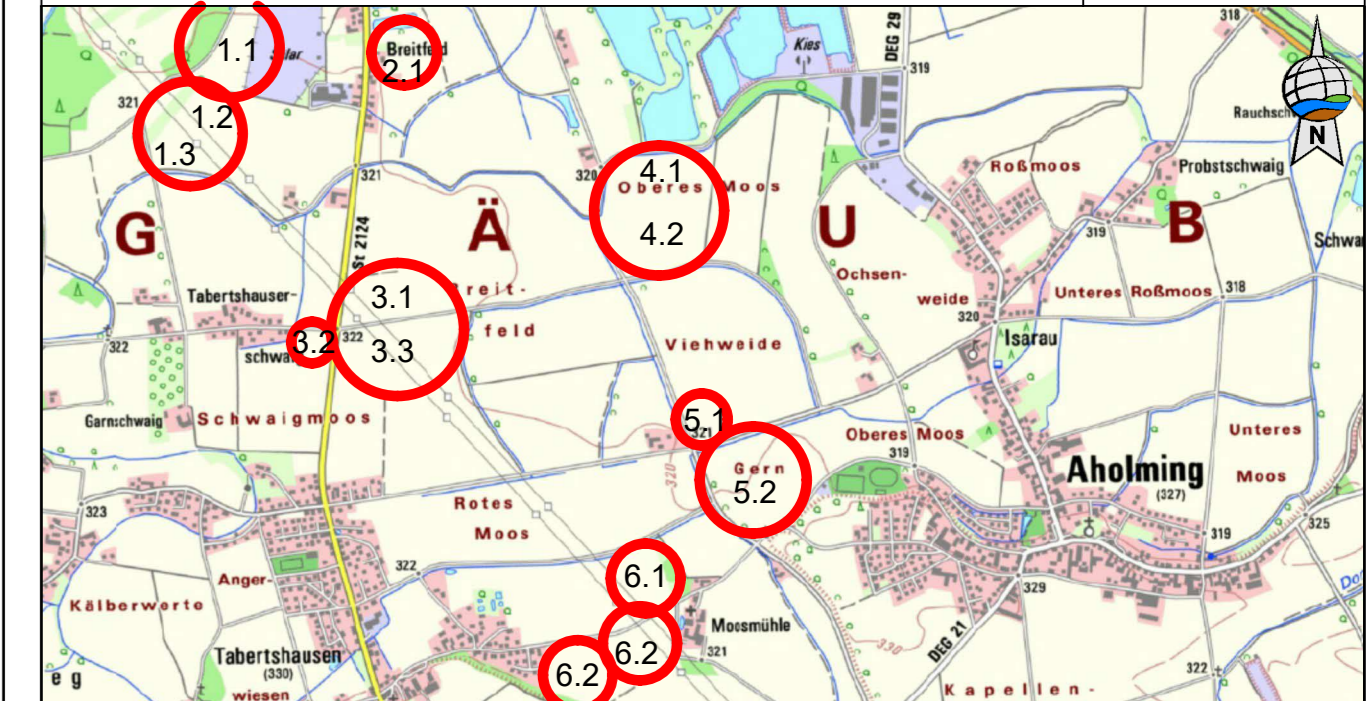 318
DEG 29
Kies
Breitfeld
2.1
1.1
Solar
319
321
1.2
1.3
Rauchsch
N
Roßmoos
Probstschwaig
321
320
4.1
Oberes Moos
4.2
G Ä U B
319
Schwai
St 2124
Ochsen-
weide
Unteres Roßmoos
318
Tabertshauser-
schwai
3.1
Breit-
feld
320
Isarau
322
3.2
322
3.3
Viehweide
Garnschwaig
Schwaigmoos
5.1
321
Oberes Moos
319
Unteres
Moos
Gern
5.2
320
Aholming
(327)
323
Rotes
Moos
319
325
322
6.1
Anger-
329
Kälberwerte
Moosmühle
6.2
321
330
DEG 21
Tabertshausen
(330)
wiesen
6.2
322
e g
Kapellen-